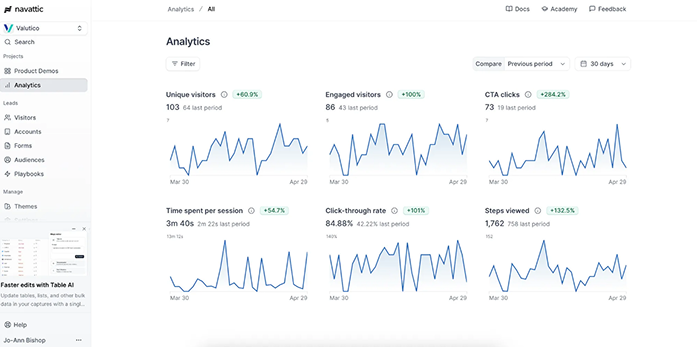 navattic
Analytics / All
Docs
Academy
Feedback
Valutico
Search
Projects
Product Demos
Analytics
Leads
Visitors
Accounts
Forms
Audiences
Playbooks
Manage
Themes
Faster edits with Table AI
Update tables, lists, and other bulk
data in your captures with a singl...
Help
Jo-Ann Bishop
Analytics
Filter
Compare Previous period
30 days
Unique visitors +60.9%
103 64 last period
7
Mar 30 Apr 29
Engaged visitors +100%
86 43 last period
6
Mar 30 Apr 29
CTA clicks +284.2%
73 19 last period
7
Mar 30 Apr 29
Time spent per session +54.7%
3m 40s 2m 22s last period
13m 12s
Mar 30 Apr 29
Click-through rate +101%
84.88% 42.22% last period
140%
Mar 30 Apr 29
Steps viewed +132.5%
1,762 758 last period
152
Mar 30 Apr 29